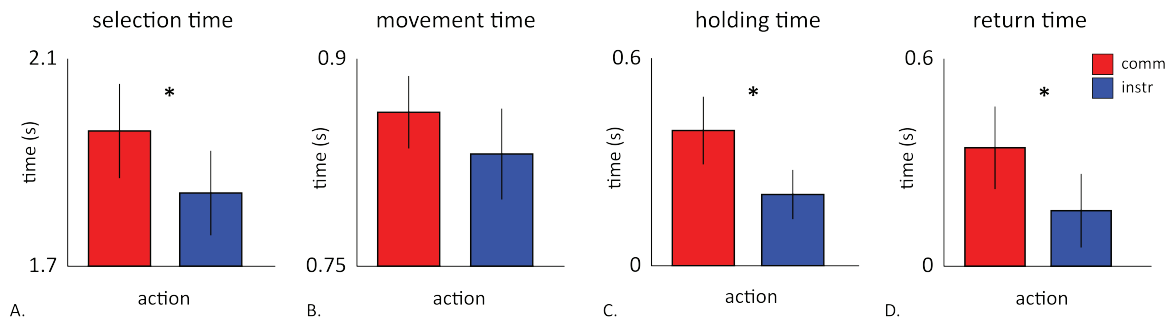 selection time
2.1
*
time (s)
1.7
action
A.
movement time
0.9
time (s)
0.75
action
B.
holding time
0.6
*
time (s)
0
action
C.
return time
0.6
*
time (s)
0
action
D.
comm
instr